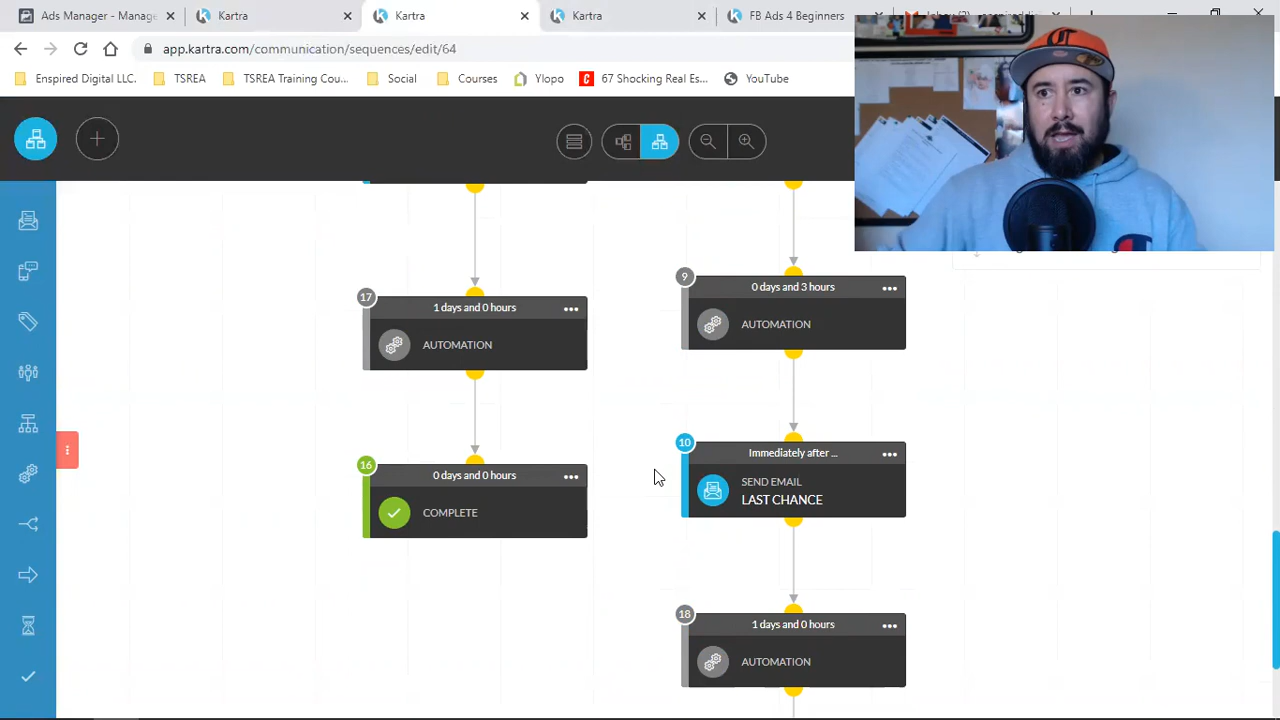 Ads Manager - Manage
Kartra
Kartra
Kartra
FB Ads 4 Beginners
app.kartra.com/communication/sequences/edit/64
Enspired Digital LLC.
TSREA
TSREA Training Cou...
Social
Courses
Ylopo
67 Shocking Real Es...
YouTube
17
1 days and 0 hours
AUTOMATION
16
0 days and 0 hours
COMPLETE
9
0 days and 3 hours
AUTOMATION
10
Immediately after ...
SEND EMAIL
LAST CHANCE
18
1 days and 0 hours
AUTOMATION